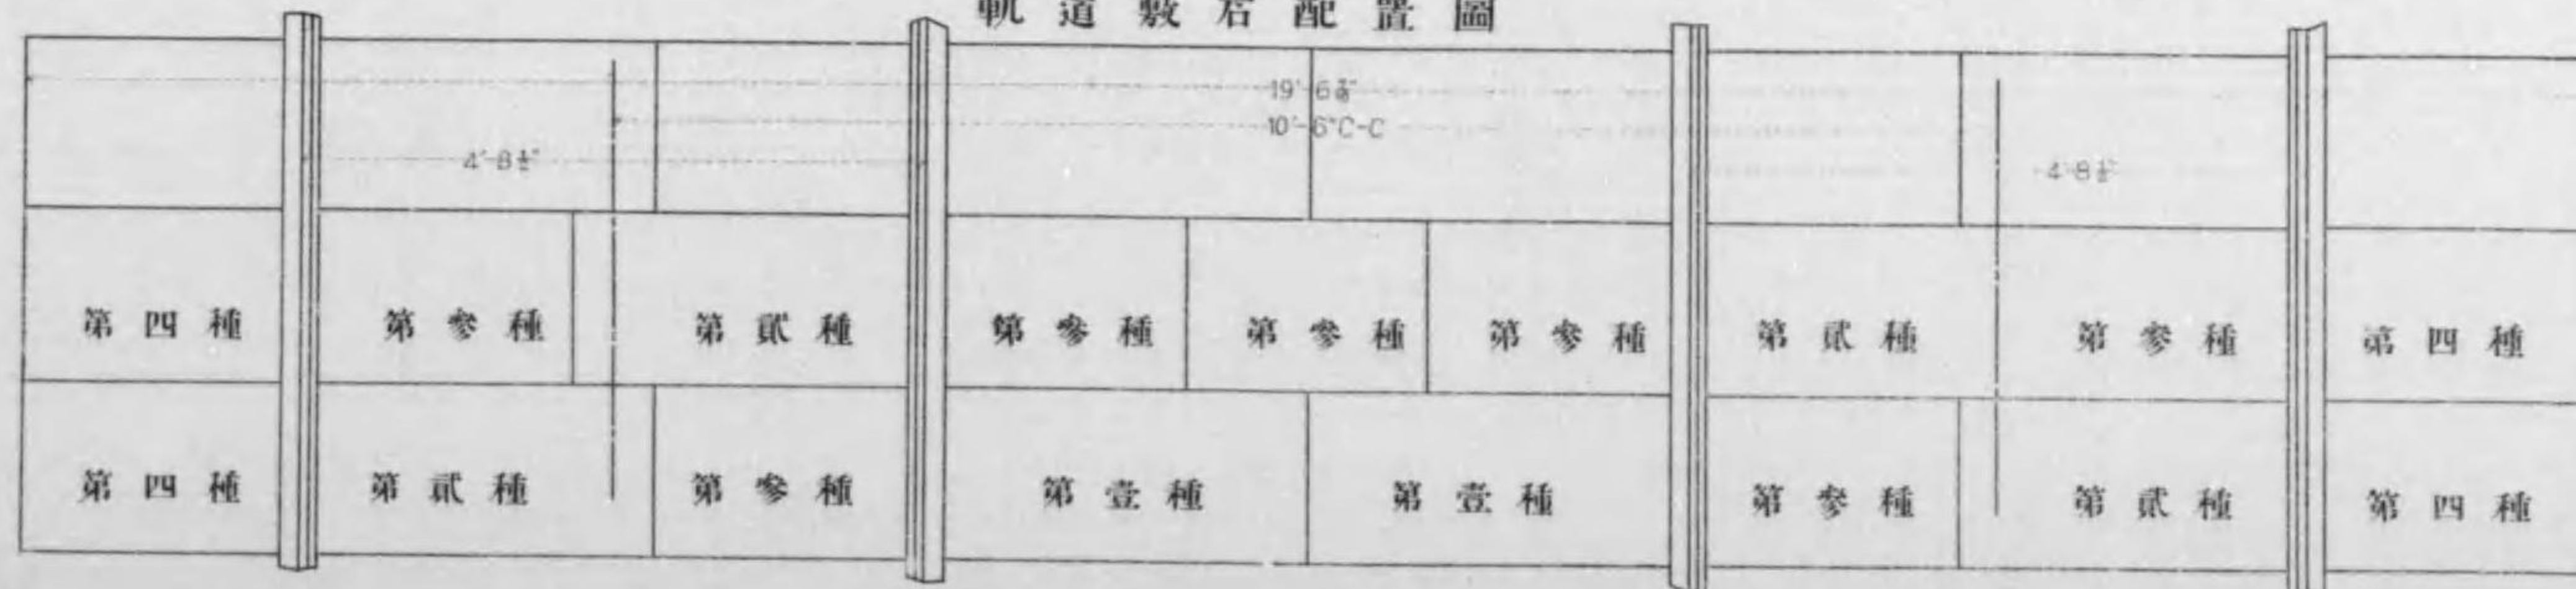 軌道敷石配置圖
19'-6⅞"
10'-6"C-C
4'-8½" 4'-8½"
第四種 第參種 第貳種 第參種 第參種 第參種 第貳種 第參種 第四種
第四種 第貳種 第參種 第壹種 第壹種 第參種 第貳種 第四種